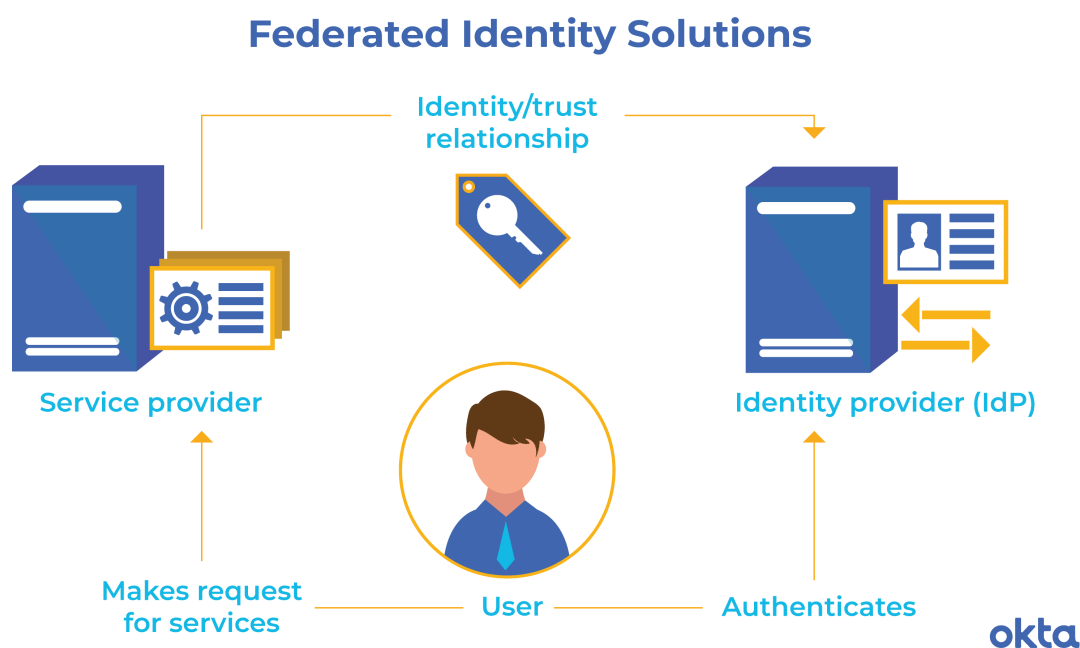 Federated Identity Solutions
Identity/trust
relationship
Service provider
Identity provider (IdP)
Makes request
for services
User
Authenticates
okta